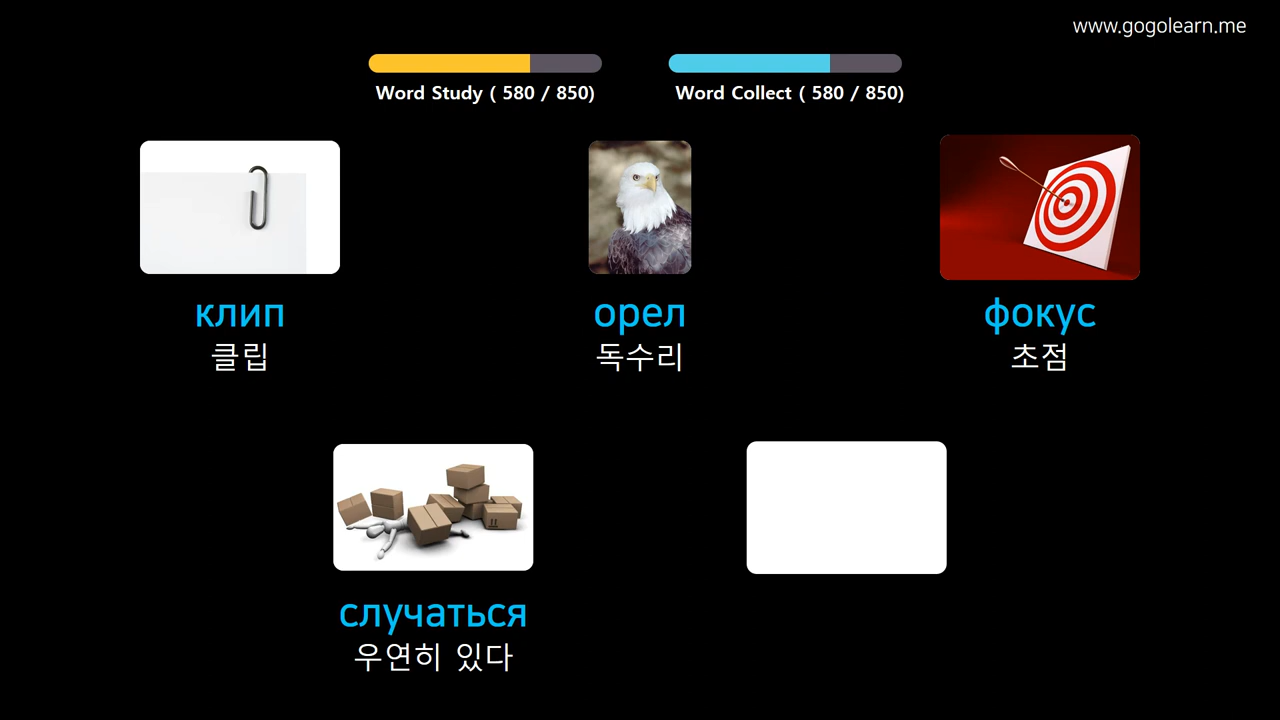 www.gogolearn.me
Word Study ( 580 / 850)
Word Collect ( 580 / 850)
клип
클립
орел
독수리
фокус
초점
случаться
우연히 있다